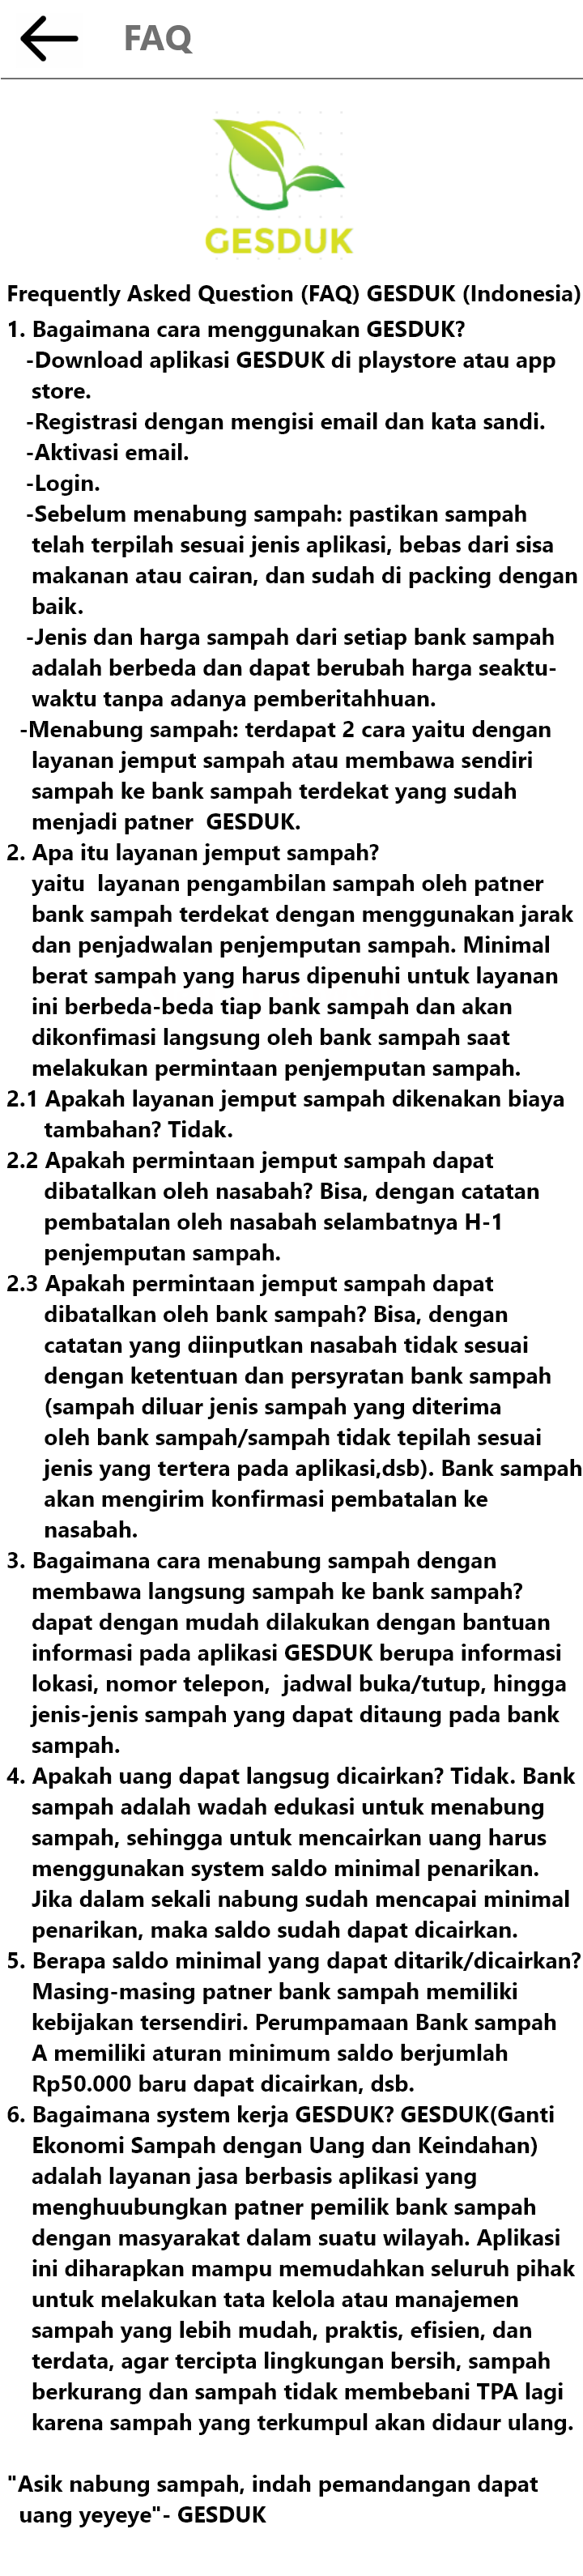 FAQ
GESDUK
Frequently Asked Question (FAQ) GESDUK (Indonesia)
1. Bagaimana cara menggunakan GESDUK?
-Download aplikasi GESDUK di playstore atau app
store.
-Registrasi dengan mengisi email dan kata sandi.
-Aktivasi email.
-Login.
-Sebelum menabung sampah: pastikan sampah
telah terpilah sesuai jenis aplikasi, bebas dari sisa
makanan atau cairan, dan sudah di packing dengan
baik.
-Jenis dan harga sampah dari setiap bank sampah
adalah berbeda dan dapat berubah harga seaktu-
waktu tanpa adanya pemberitahhuan.
-Menabung sampah: terdapat 2 cara yaitu dengan
layanan jemput sampah atau membawa sendiri
sampah ke bank sampah terdekat yang sudah
menjadi patner  GESDUK.
2. Apa itu layanan jemput sampah?
yaitu  layanan pengambilan sampah oleh patner
bank sampah terdekat dengan menggunakan jarak
dan penjadwalan penjemputan sampah. Minimal
berat sampah yang harus dipenuhi untuk layanan
ini berbeda-beda tiap bank sampah dan akan
dikonfimasi langsung oleh bank sampah saat
melakukan permintaan penjemputan sampah.
2.1 Apakah layanan jemput sampah dikenakan biaya
tambahan? Tidak.
2.2 Apakah permintaan jemput sampah dapat
dibatalkan oleh nasabah? Bisa, dengan catatan
pembatalan oleh nasabah selambatnya H-1
penjemputan sampah.
2.3 Apakah permintaan jemput sampah dapat
dibatalkan oleh bank sampah? Bisa, dengan
catatan yang diinputkan nasabah tidak sesuai
dengan ketentuan dan persyratan bank sampah
(sampah diluar jenis sampah yang diterima
oleh bank sampah/sampah tidak tepilah sesuai
jenis yang tertera pada aplikasi,dsb). Bank sampah
akan mengirim konfirmasi pembatalan ke
nasabah.
3. Bagaimana cara menabung sampah dengan
membawa langsung sampah ke bank sampah?
dapat dengan mudah dilakukan dengan bantuan
informasi pada aplikasi GESDUK berupa informasi
lokasi, nomor telepon,  jadwal buka/tutup, hingga
jenis-jenis sampah yang dapat ditaung pada bank
sampah.
4. Apakah uang dapat langsug dicairkan? Tidak. Bank
sampah adalah wadah edukasi untuk menabung
sampah, sehingga untuk mencairkan uang harus
menggunakan system saldo minimal penarikan.
Jika dalam sekali nabung sudah mencapai minimal
penarikan, maka saldo sudah dapat dicairkan.
5. Berapa saldo minimal yang dapat ditarik/dicairkan?
Masing-masing patner bank sampah memiliki
kebijakan tersendiri. Perumpamaan Bank sampah
A memiliki aturan minimum saldo berjumlah
Rp50.000 baru dapat dicairkan, dsb.
6. Bagaimana system kerja GESDUK? GESDUK(Ganti
Ekonomi Sampah dengan Uang dan Keindahan)
adalah layanan jasa berbasis aplikasi yang
menghuubungkan patner pemilik bank sampah
dengan masyarakat dalam suatu wilayah. Aplikasi
ini diharapkan mampu memudahkan seluruh pihak
untuk melakukan tata kelola atau manajemen
sampah yang lebih mudah, praktis, efisien, dan
terdata, agar tercipta lingkungan bersih, sampah
berkurang dan sampah tidak membebani TPA lagi
karena sampah yang terkumpul akan didaur ulang.
"Asik nabung sampah, indah pemandangan dapat
uang yeyeye"- GESDUK